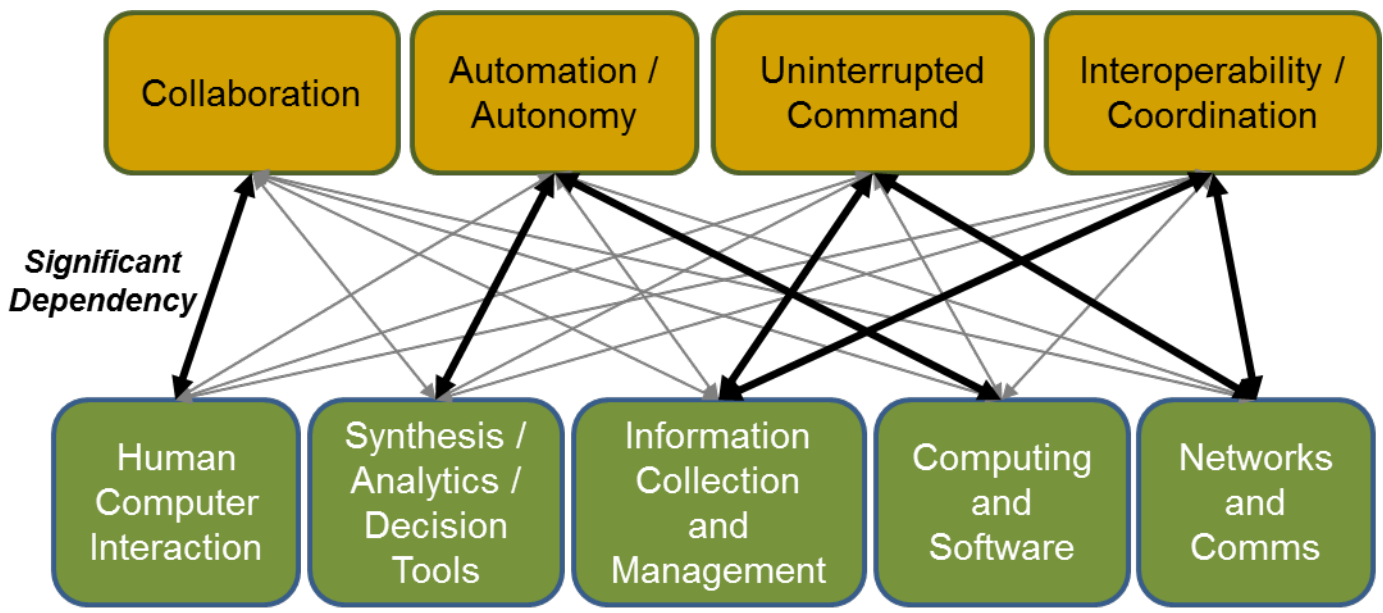 Collaboration
Automation /
Autonomy
Uninterrupted
Command
Interoperability /
Coordination
Significant
Dependency
Human
Computer
Interaction
Synthesis /
Analytics /
Decision
Tools
Information
Collection
and
Management
Computing
and
Software
Networks
and
Comms